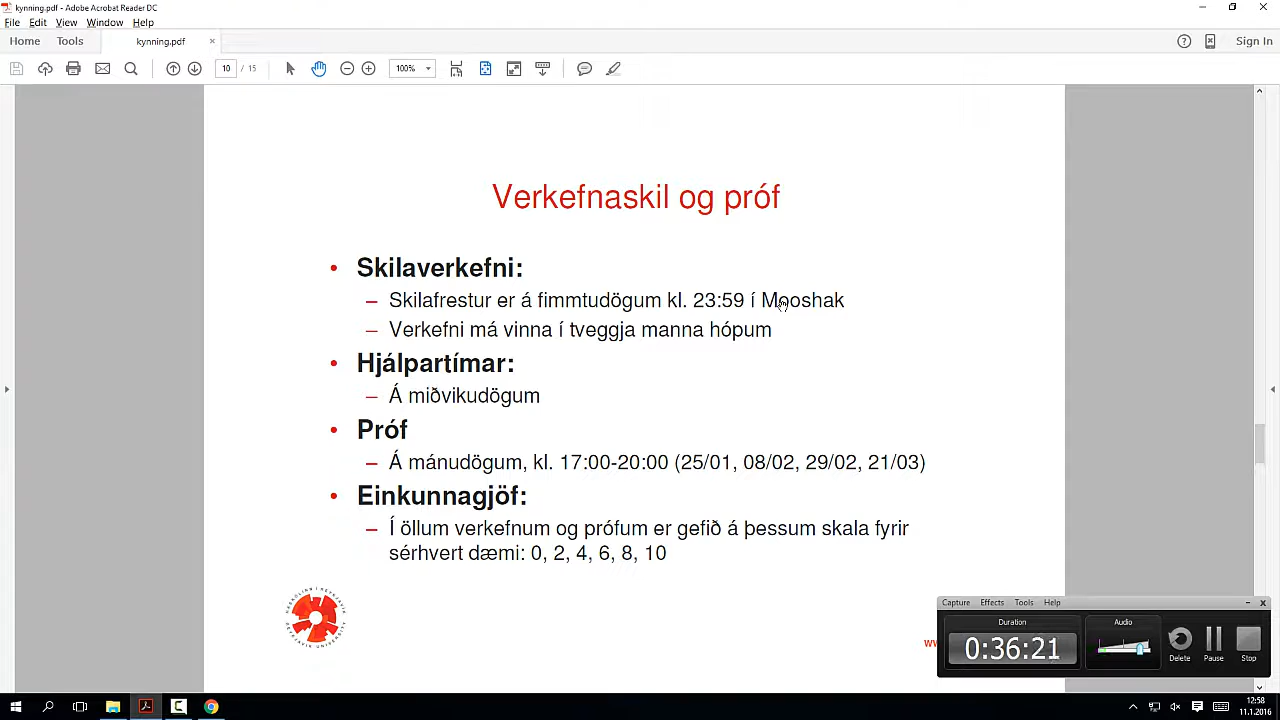 kynning.pdf - Adobe Acrobat Reader DC
File Edit View Window Help
Home Tools kynning.pdf × Sign In
10 / 15 100%
Verkefnaskil og próf
• Skilaverkefni:
– Skilafrestur er á fimmtudögum kl. 23:59 í Mooshak
– Verkefni má vinna í tveggja manna hópum
• Hjálpartímar:
– Á miðvikudögum
• Próf
– Á mánudögum, kl. 17:00-20:00 (25/01, 08/02, 29/02, 21/03)
• Einkunnagjöf:
– Í öllum verkefnum og prófum er gefið á þessum skala fyrir
sérhvert dæmi: 0, 2, 4, 6, 8, 10
HÁSKÓLINN Í REYKJAVÍK
REYKJAVIK UNIVERSITY
Capture Effects Tools Help
Duration Audio
0:36:21
Delete Pause Stop
12:58
11.1.2016